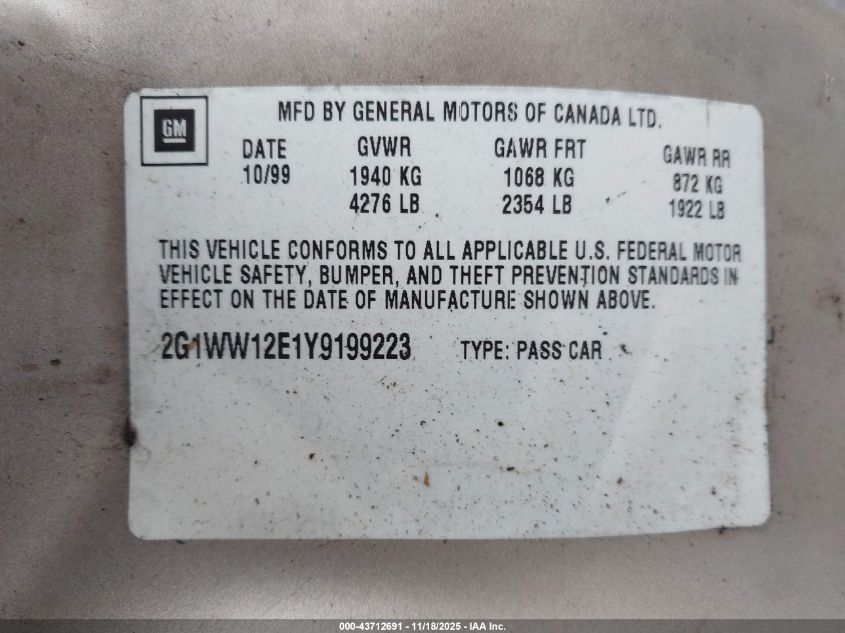 GM
MFD BY GENERAL MOTORS OF CANADA LTD.
DATE GVWR GAWR FRT GAWR RR
10/99 1940 KG 1068 KG 872 KG
4276 LB 2354 LB 1922 LB
THIS VEHICLE CONFORMS TO ALL APPLICABLE U.S. FEDERAL MOTOR
VEHICLE SAFETY, BUMPER, AND THEFT PREVENTION STANDARDS IN
EFFECT ON THE DATE OF MANUFACTURE SHOWN ABOVE.
2G1WW12E1Y9199223 TYPE: PASS CAR
000-43712691 - 11/18/2025 - IAA Inc.